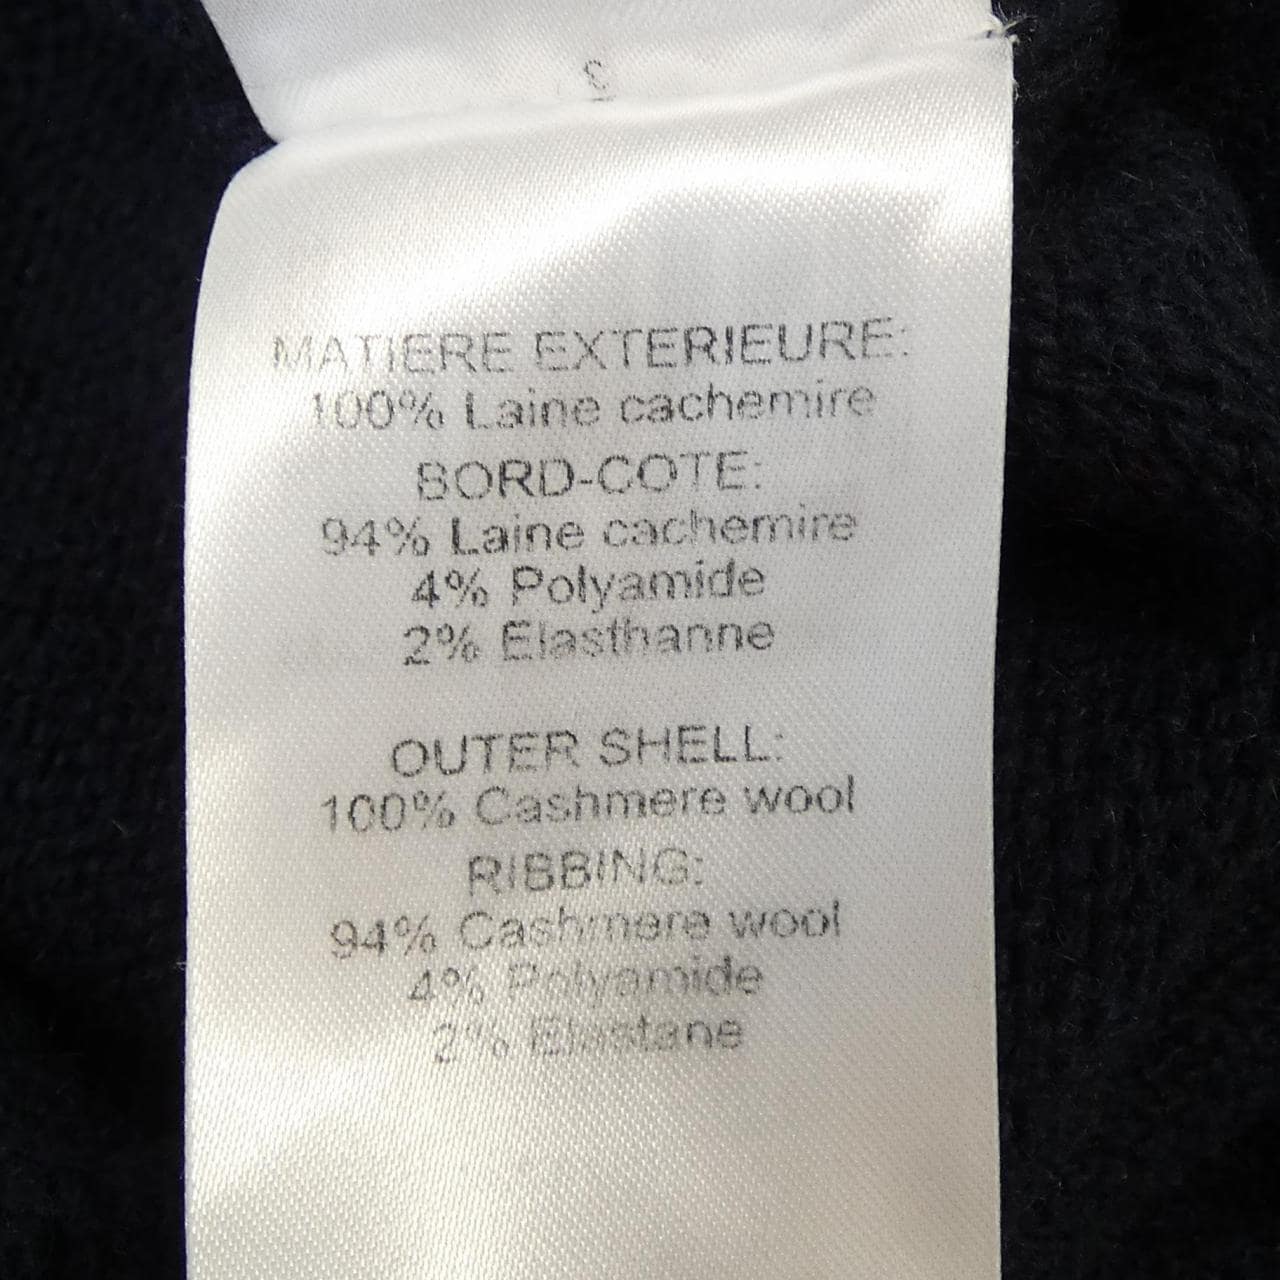 MATIERE EXTERIEURE:
100% Laine cachemire
BORD-COTE:
94% Laine cachemire
4% Polyamide
2% Elasthanne
OUTER SHELL:
100% Cashmere wool
RIBBING:
94% Cashmere wool
4% Polyamide
2% Elastane